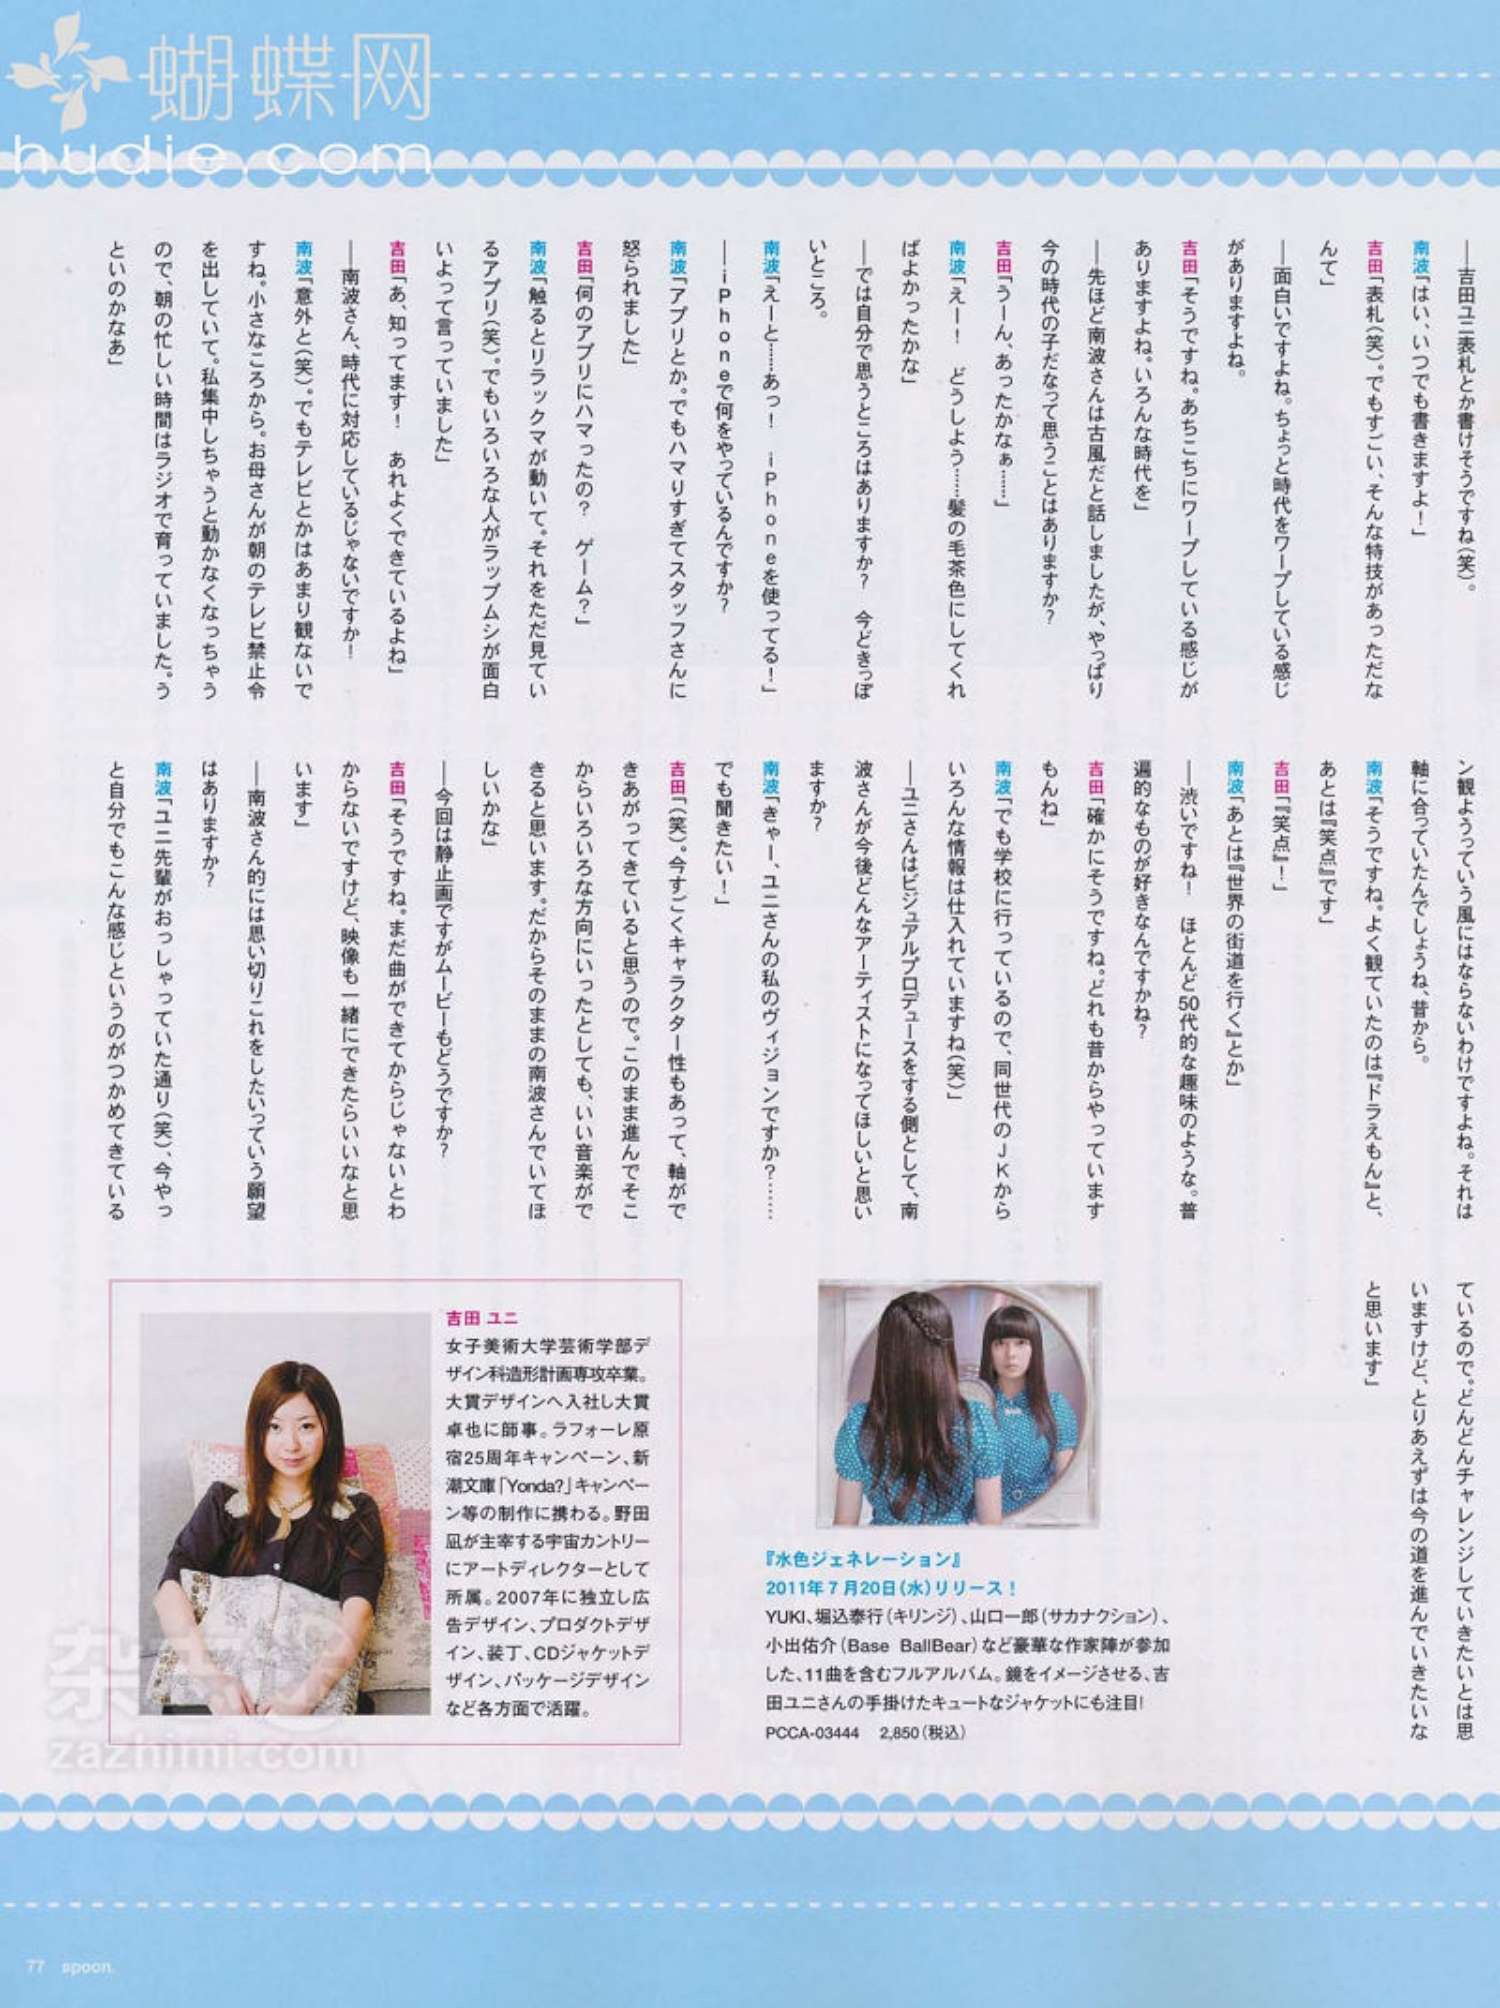 蝴蝶网
hudie.com
――吉田ユニ表札とか書けそうですね(笑)。
南波「はい、いつでも書きますよ！」
吉田「表札(笑)。でもすごい、そんな特技があっただな
んて」
――面白いですよね。ちょっと時代をワープしている感じ
がありますよね。
吉田「そうですね。あちこちにワープしている感じが
ありますよね。いろんな時代を」
――先ほど南波さんは古風だと話しましたが、やっぱり
今の時代の子だなって思うことはありますか？
吉田「うーん、あったかなぁ……」
南波「えー！　どうしよう……髪の毛茶色にしてくれ
ばよかったかな」
――では自分で思うところはありますか？　今どきっぽ
いところ。
南波「えーと……あっ！　iPhoneを使ってる！」
――iPhoneで何をやっているんですか？
南波「アプリとか。でもハマりすぎてスタッフさんに
怒られました」
吉田「何のアプリにハマったの？　ゲーム？」
南波「触るとリラックマが動いて。それをただ見てい
るアプリ(笑)。でもいろいろな人がラップムシが面白
いよって言っていました」
吉田「あ、知ってます！　あれよくできているよね」
――南波さん、時代に対応しているじゃないですか！
南波「意外と(笑)。でもテレビとかはあまり観ないで
すね。小さなころから。お母さんが朝のテレビ禁止令
を出していて。私集中しちゃうと動かなくなっちゃう
ので、朝の忙しい時間はラジオで育っていました。う
といのかなあ」
ン観ようっていう風にはならないわけですよね。それは
軸に合っていたんでしょうね、昔から。
南波「そうですね。よく観ていたのは『ドラえもん』と、
あとは『笑点』です」
吉田「『笑点』！」
南波「あとは『世界の街道を行く』とか」
――渋いですね！　ほとんど50代的な趣味のような。普
遍的なものが好きなんですかね？
吉田「確かにそうですね。どれも昔からやっています
もんね」
南波「でも学校に行っているので、同世代のJKから
いろんな情報は仕入れていますね(笑)」
――ユニさんはビジュアルプロデュースをする側として、南
波さんが今後どんなアーティストになってほしいと思い
ますか？
南波「きゃー、ユニさんの私のヴィジョンですか？……
でも聞きたい！」
吉田「(笑)。今すごくキャラクター性もあって、軸がで
きあがってきていると思うので。このまま進んでそこ
からいろいろな方向にいったとしても、いい音楽がで
きると思います。だからそのままの南波さんでいてほ
しいかな」
――今回は静止画ですがムービーもどうですか？
吉田「そうですね。まだ曲ができてからじゃないとわ
からないですけど、映像も一緒にできたらいいなと思
います」
――南波さん的には思い切りこれをしたいっていう願望
はありますか？
南波「ユニ先輩がおっしゃっていた通り(笑)、今やっ
と自分でもこんな感じというのがつかめてきている
ているので。どんどんチャレンジしていきたいとは思
いますけど、とりあえずは今の道を進んでいきたいな
と思います」
『水色ジェネレーション』
2011年7月20日(水)リリース！
YUKI、堀込泰行(キリンジ)、山口一郎(サカナクション)、
小出佑介(Base BallBear)など豪華な作家陣が参加
した、11曲を含むフルアルバム。鏡をイメージさせる、吉
田ユニさんの手掛けたキュートなジャケットにも注目！
PCCA-03444　2,850(税込)
吉田 ユニ
女子美術大学芸術学部デ
ザイン科造形計画専攻卒業。
大貫デザインへ入社し大貫
卓也に師事。ラフォーレ原
宿25周年キャンペーン、新
潮文庫「Yonda?」キャンペー
ン等の制作に携わる。野田
凪が主宰する宇宙カントリー
にアートディレクターとして
所属。2007年に独立し広
告デザイン、プロダクトデザ
イン、装丁、CDジャケットデ
ザイン、パッケージデザイン
など各方面で活躍。
zazhimi.com
77 spoon.